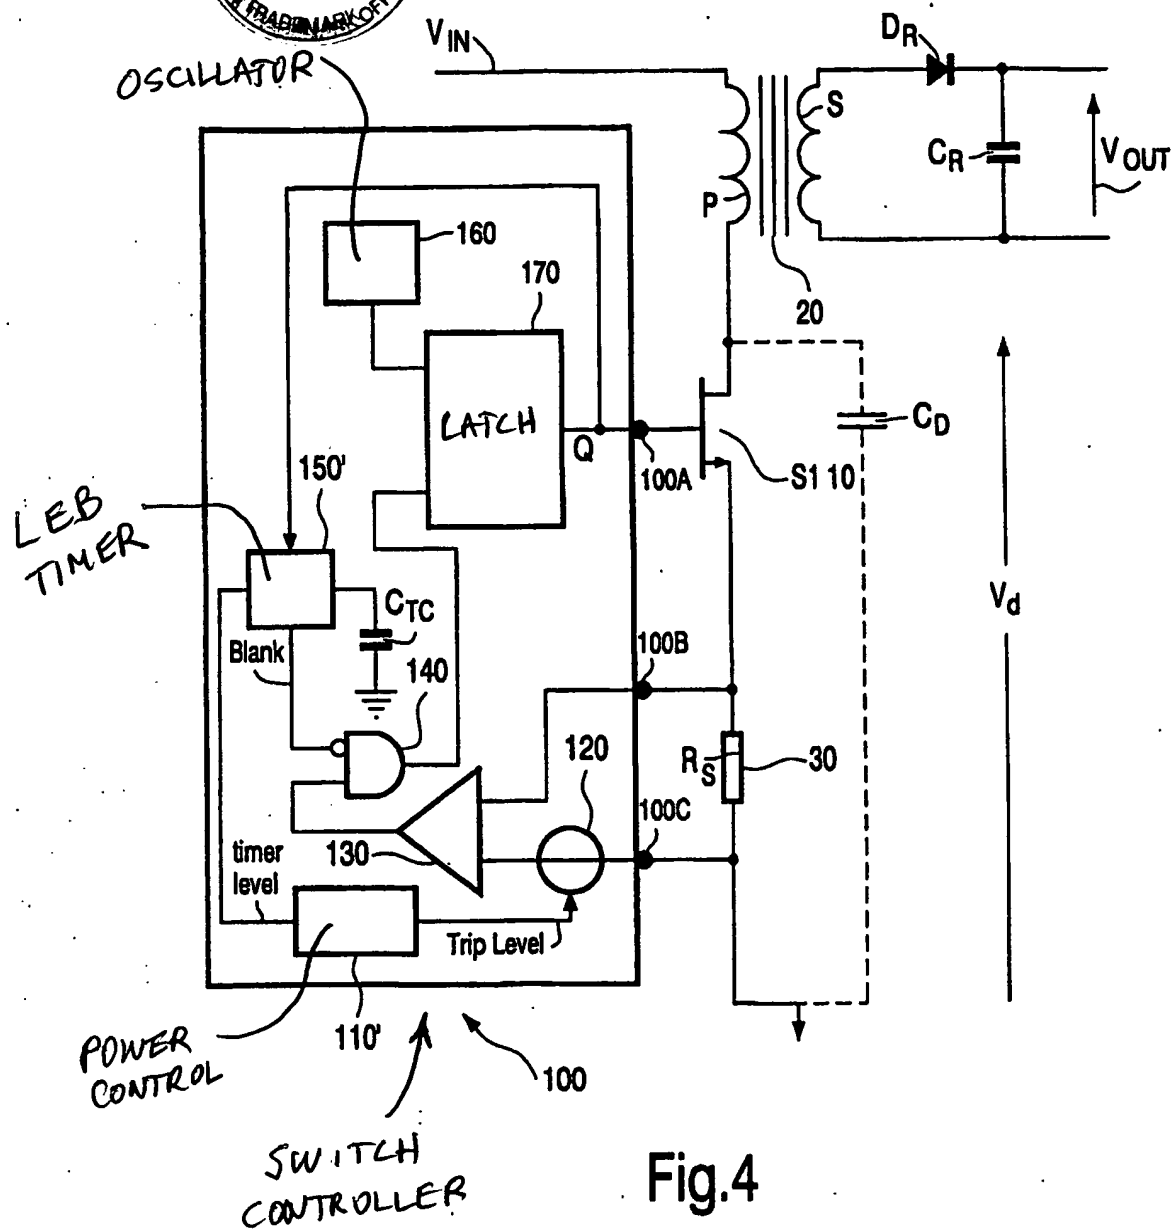 TRADEMARK OF
VIN
DR
OSCILLATOR
S
CR
VOUT
P
160
170
20
LATCH
CD
Q
100A
S1 10
150'
LEB
TIMER
CTC
Vd
Blank
140
100B
120
RS
30
100C
130
timer
level
Trip Level
110'
POWER
CONTROL
100
SWITCH
CONTROLLER
Fig.4